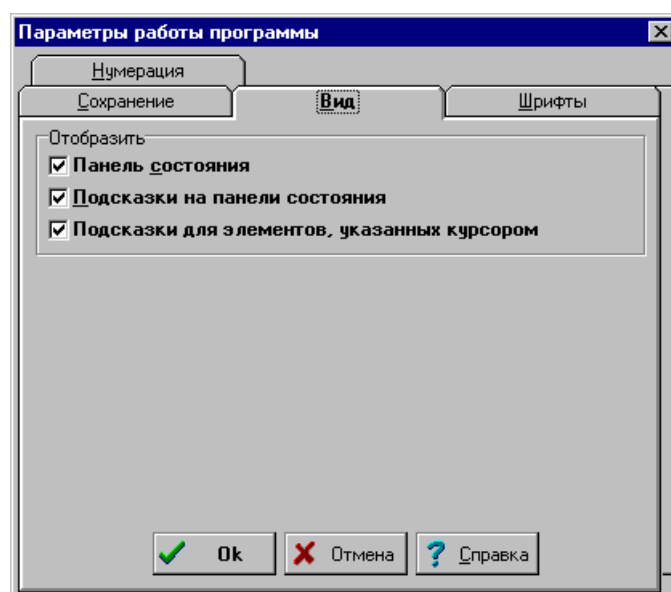 Параметры работы программы
Нумерация
Сохранение Вид Шрифты
Отобразить
Панель состояния
Подсказки на панели состояния
Подсказки для элементов, указанных курсором
Ok Отмена Справка